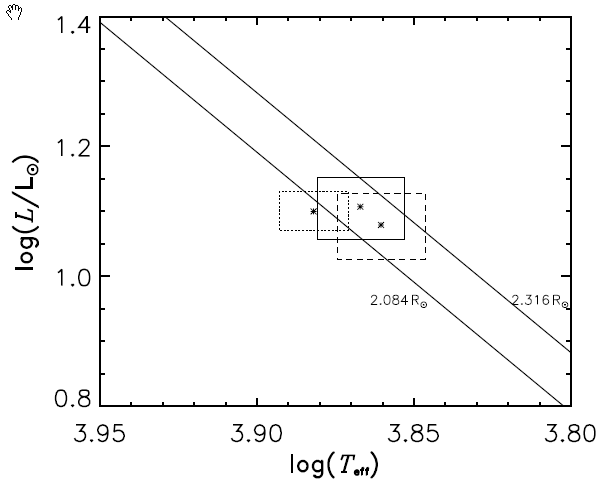 1.4
1.2
1.0
0.8
log(L/L☉)
2.084R☉
2.316R☉
3.95 3.90 3.85 3.80
log(Teff)